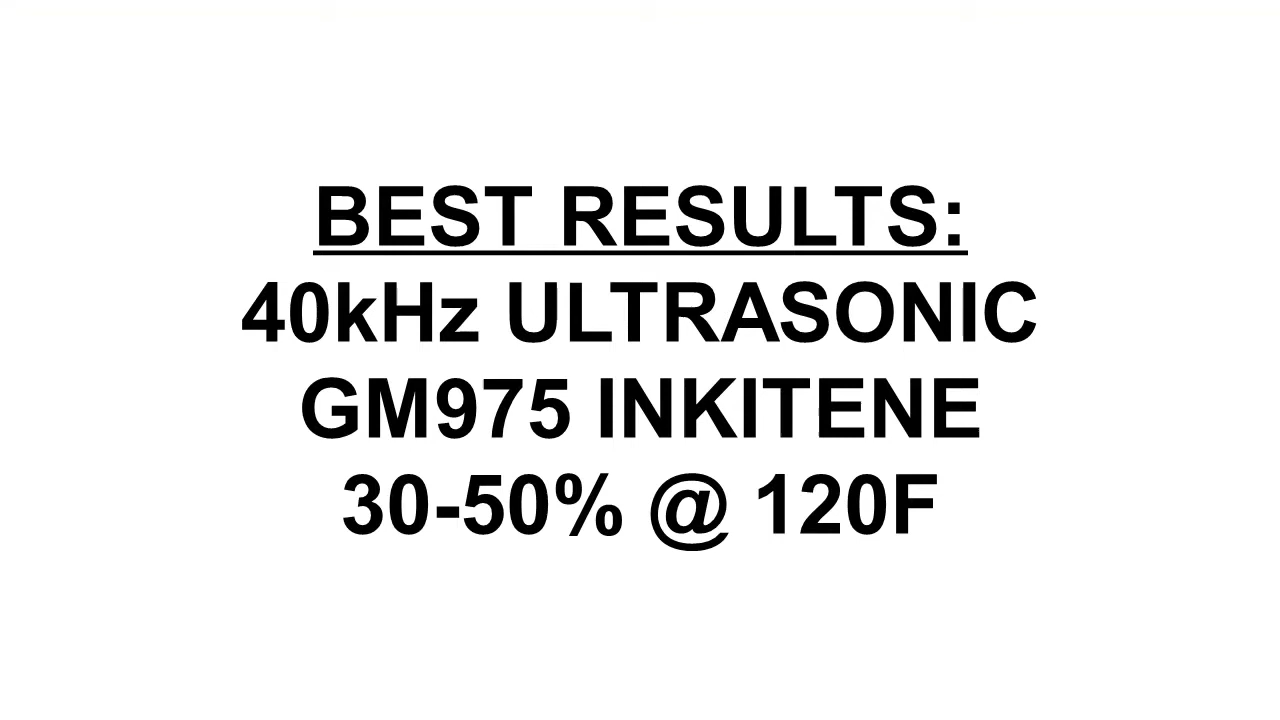 BEST RESULTS:
40kHz ULTRASONIC
GM975 INKITENE
30-50% @ 120F